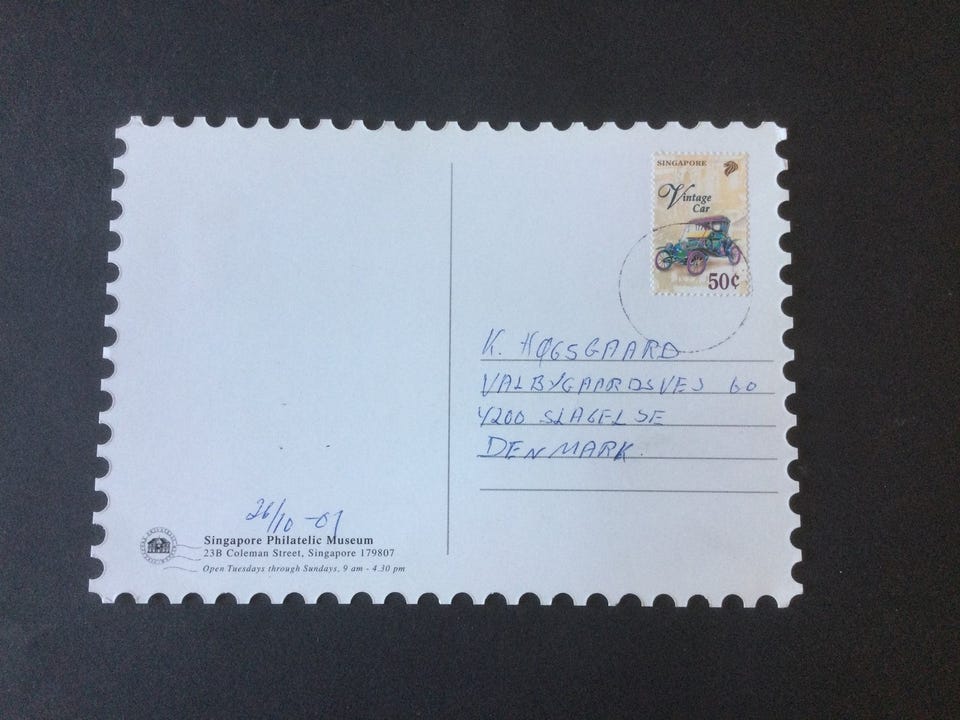 SINGAPORE
Vintage
Car
50¢
K. HØGSGAARD
VALBYGAARDSVEJ 60
4200 SLAGELSE
DENMARK.
26/10-01
Singapore Philatelic Museum
23B Coleman Street, Singapore 179807
Open Tuesdays through Sundays, 9 am - 4.30 pm